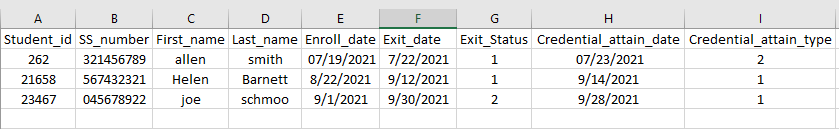 A B C D E F G H I
Student_id SS_number First_name Last_name Enroll_date Exit_date Exit_Status Credential_attain_date Credential_attain_type
262 321456789 allen smith 07/19/2021 7/22/2021 1 07/23/2021 2
21658 567432321 Helen Barnett 8/22/2021 9/12/2021 1 9/14/2021 1
23467 045678922 joe schmoo 9/1/2021 9/30/2021 2 9/28/2021 1